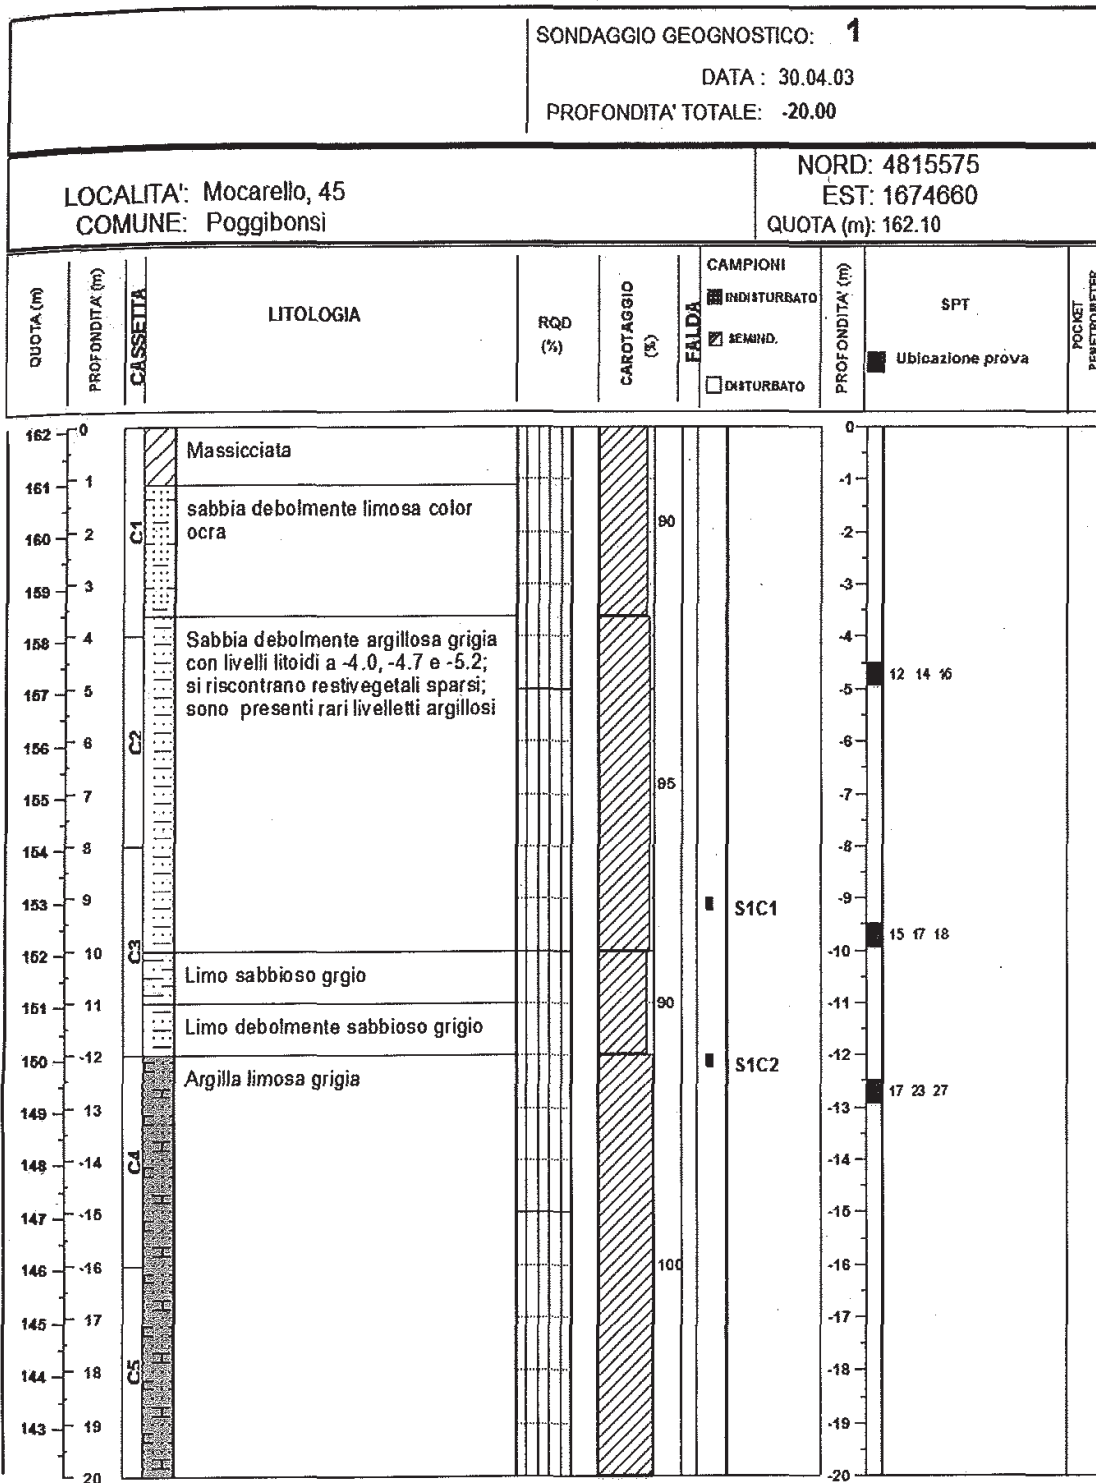 SONDAGGIO GEOGNOSTICO: 1
DATA : 30.04.03
PROFONDITA' TOTALE: -20.00
LOCALITA': Mocarello, 45
COMUNE: Poggibonsi
NORD: 4815575
EST: 1674660
QUOTA (m): 162.10
QUOTA (m)
PROFONDITA' (m)
CASSETTA
LITOLOGIA
RQD
(%)
CAROTAGGIO
(%)
FALDA
CAMPIONI
INDISTURBATO
SEMIND.
DISTURBATO
PROFONDITA' (m)
SPT
Ubicazione prova
POCKET
PENETROMETER
162
161
160
159
158
157
156
155
154
153
152
151
150
149
148
147
146
145
144
143
0
1
2
3
4
5
6
7
8
9
10
11
-12
13
-14
-15
-16
17
18
19
20
C1
C2
C3
C4
C5
Massicciata
sabbia debolmente limosa color
ocra
Sabbia debolmente argillosa grigia
con livelli litoidi a -4.0, -4.7 e -5.2;
si riscontrano restivegetali sparsi;
sono presenti rari livelletti argillosi
Limo sabbioso grgio
Limo debolmente sabbioso grigio
Argilla limosa grigia
90
95
90
100
S1C1
S1C2
0
-1
-2
-3
-4
-5
-6
-7
-8
-9
-10
-11
-12
-13
-14
-15
-16
-17
-18
-19
-20
12 14 16
15 17 18
17 23 27